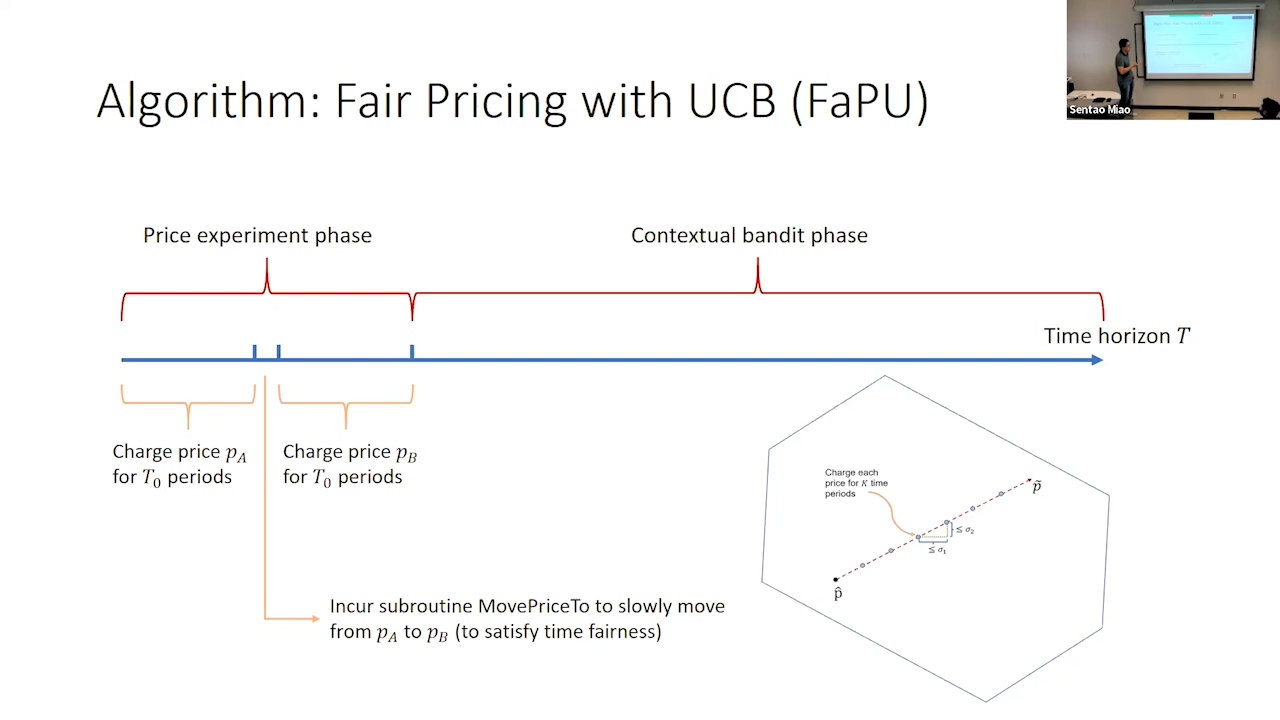 Algorithm: Fair Pricing with UCB (FaPU)
Sentao Miao
Price experiment phase
Contextual bandit phase
Time horizon T
Charge price p_A
for T_0 periods
Charge price p_B
for T_0 periods
Charge each
price for K time
periods
p̃
≤ σ_2
≤ σ_1
p̂
Incur subroutine MovePriceTo to slowly move
from p_A to p_B (to satisfy time fairness)